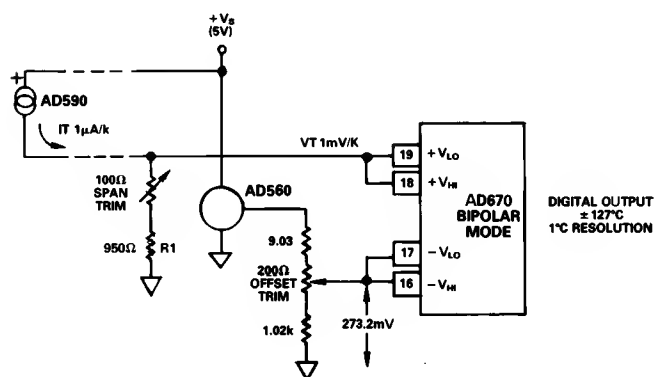 + VS
(5V)
+
AD590
IT 1μA/k
VT 1mV/K
100Ω
SPAN
TRIM
950Ω R1
AD560
9.03
200Ω
OFFSET
TRIM
1.02k
273.2mV
19 + VLO
18 + VHI
17 − VLO
16 − VHI
AD670
BIPOLAR
MODE
DIGITAL OUTPUT
± 127°C
1°C RESOLUTION